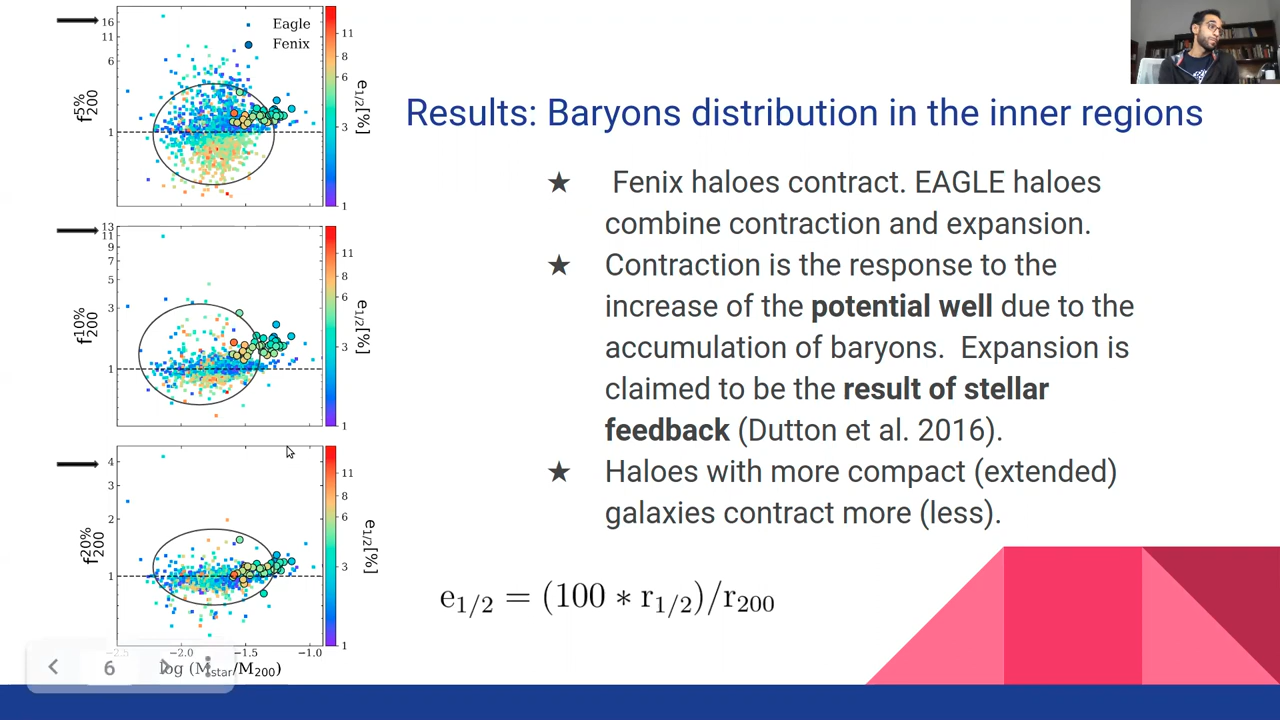 Results: Baryons distribution in the inner regions
★ Fenix haloes contract. EAGLE haloes
combine contraction and expansion.
★ Contraction is the response to the
increase of the potential well due to the
accumulation of baryons. Expansion is
claimed to be the result of stellar
feedback (Dutton et al. 2016).
★ Haloes with more compact (extended)
galaxies contract more (less).
e1/2 = (100 * r1/2)/r200
Eagle
Fenix
f5%200
16
11
6
1
e1/2[%]
11
8
6
3
1
f10%200
13
11
9
7
5
3
1
e1/2[%]
11
8
6
3
1
f20%200
4
3
2
1
e1/2[%]
11
8
6
3
1
-2.5 -2.0 -1.5 -1.0
log (Mstar/M200)
6